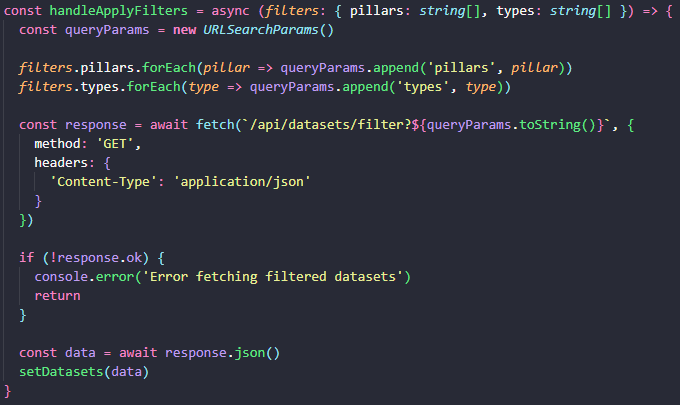 const handleApplyFilters = async (filters: { pillars: string[], types: string[] }) => {
  const queryParams = new URLSearchParams()

  filters.pillars.forEach(pillar => queryParams.append('pillars', pillar))
  filters.types.forEach(type => queryParams.append('types', type))

  const response = await fetch(`/api/datasets/filter?${queryParams.toString()}`, {
    method: 'GET',
    headers: {
      'Content-Type': 'application/json'
    }
  })

  if (!response.ok) {
    console.error('Error fetching filtered datasets')
    return
  }

  const data = await response.json()
  setDatasets(data)
}